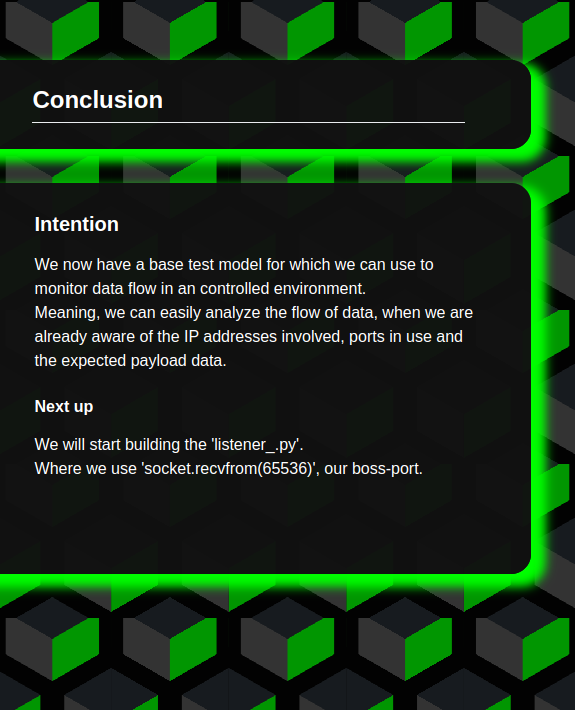 Conclusion
Intention
We now have a base test model for which we can use to
monitor data flow in an controlled environment.
Meaning, we can easily analyze the flow of data, when we are
already aware of the IP addresses involved, ports in use and
the expected payload data.
Next up
We will start building the 'listener_.py'.
Where we use 'socket.recvfrom(65536)', our boss-port.